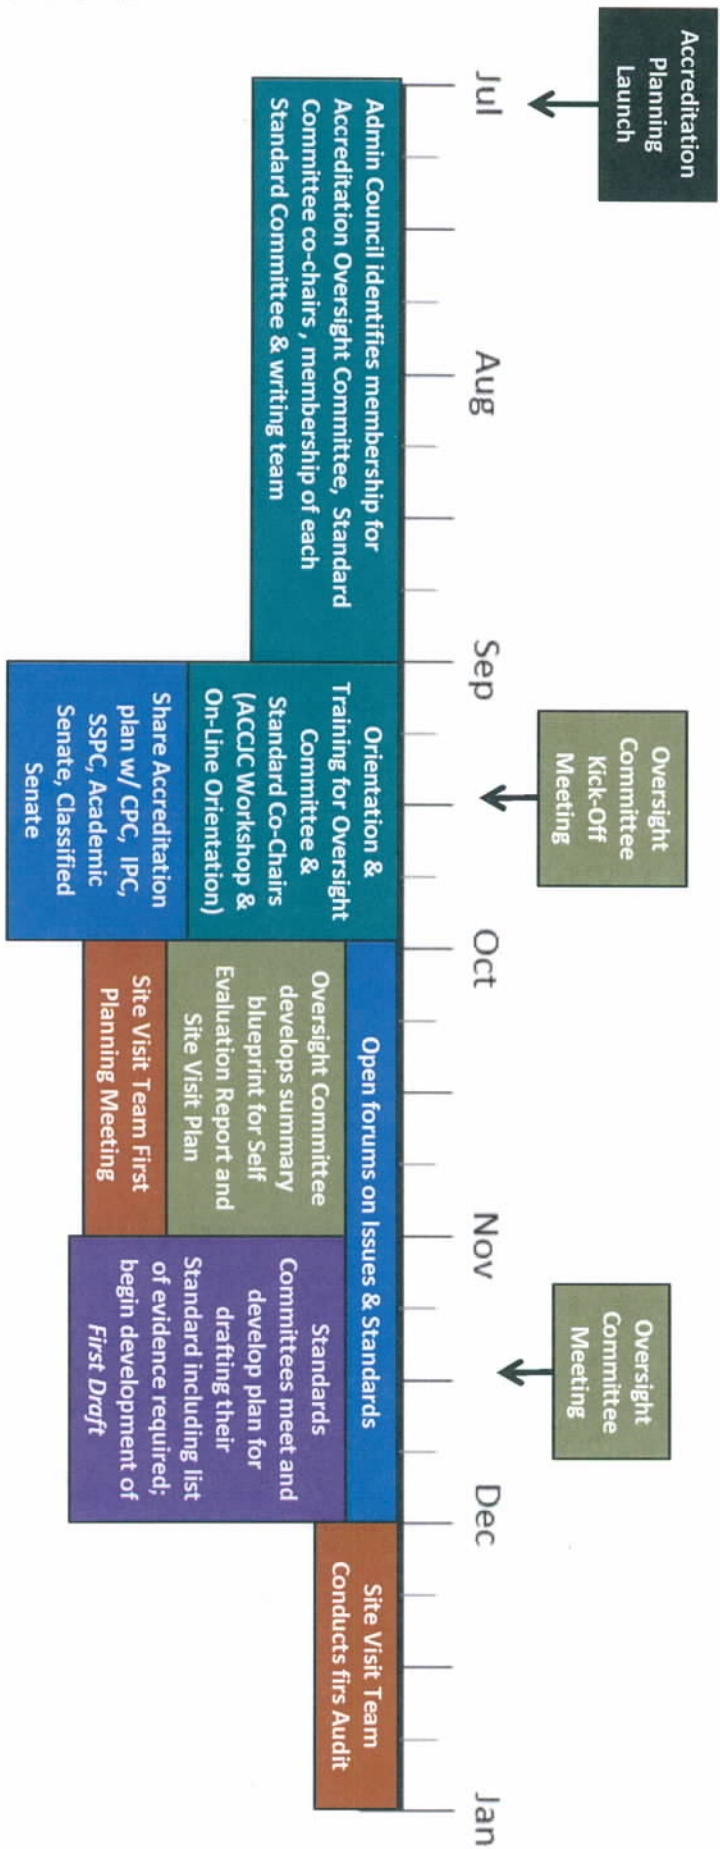 Accreditation
Planning
Launch
Oversight
Committee
Kick-Off
Meeting
Oversight
Committee
Meeting
Jul
Aug
Sep
Oct
Nov
Dec
Jan
Admin Council identifies membership for
Accreditation Oversight Committee, Standard
Committee co-chairs , membership of each
Standard Committee & writing team
Orientation &
Training for Oversight
Committee &
Standard Co-Chairs
(ACCJC Workshop &
On-Line Orientation)
Share Accreditation
plan w/ CPC, IPC,
SSPC, Academic
Senate, Classified
Senate
Open forums on Issues & Standards
Oversight Committee
develops summary
blueprint for Self
Evaluation Report and
Site Visit Plan
Site Visit Team First
Planning Meeting
Standards
Committees meet and
develop plan for
drafting their
Standard including list
of evidence required;
begin development of
First Draft
Site Visit Team
Conducts firs Audit